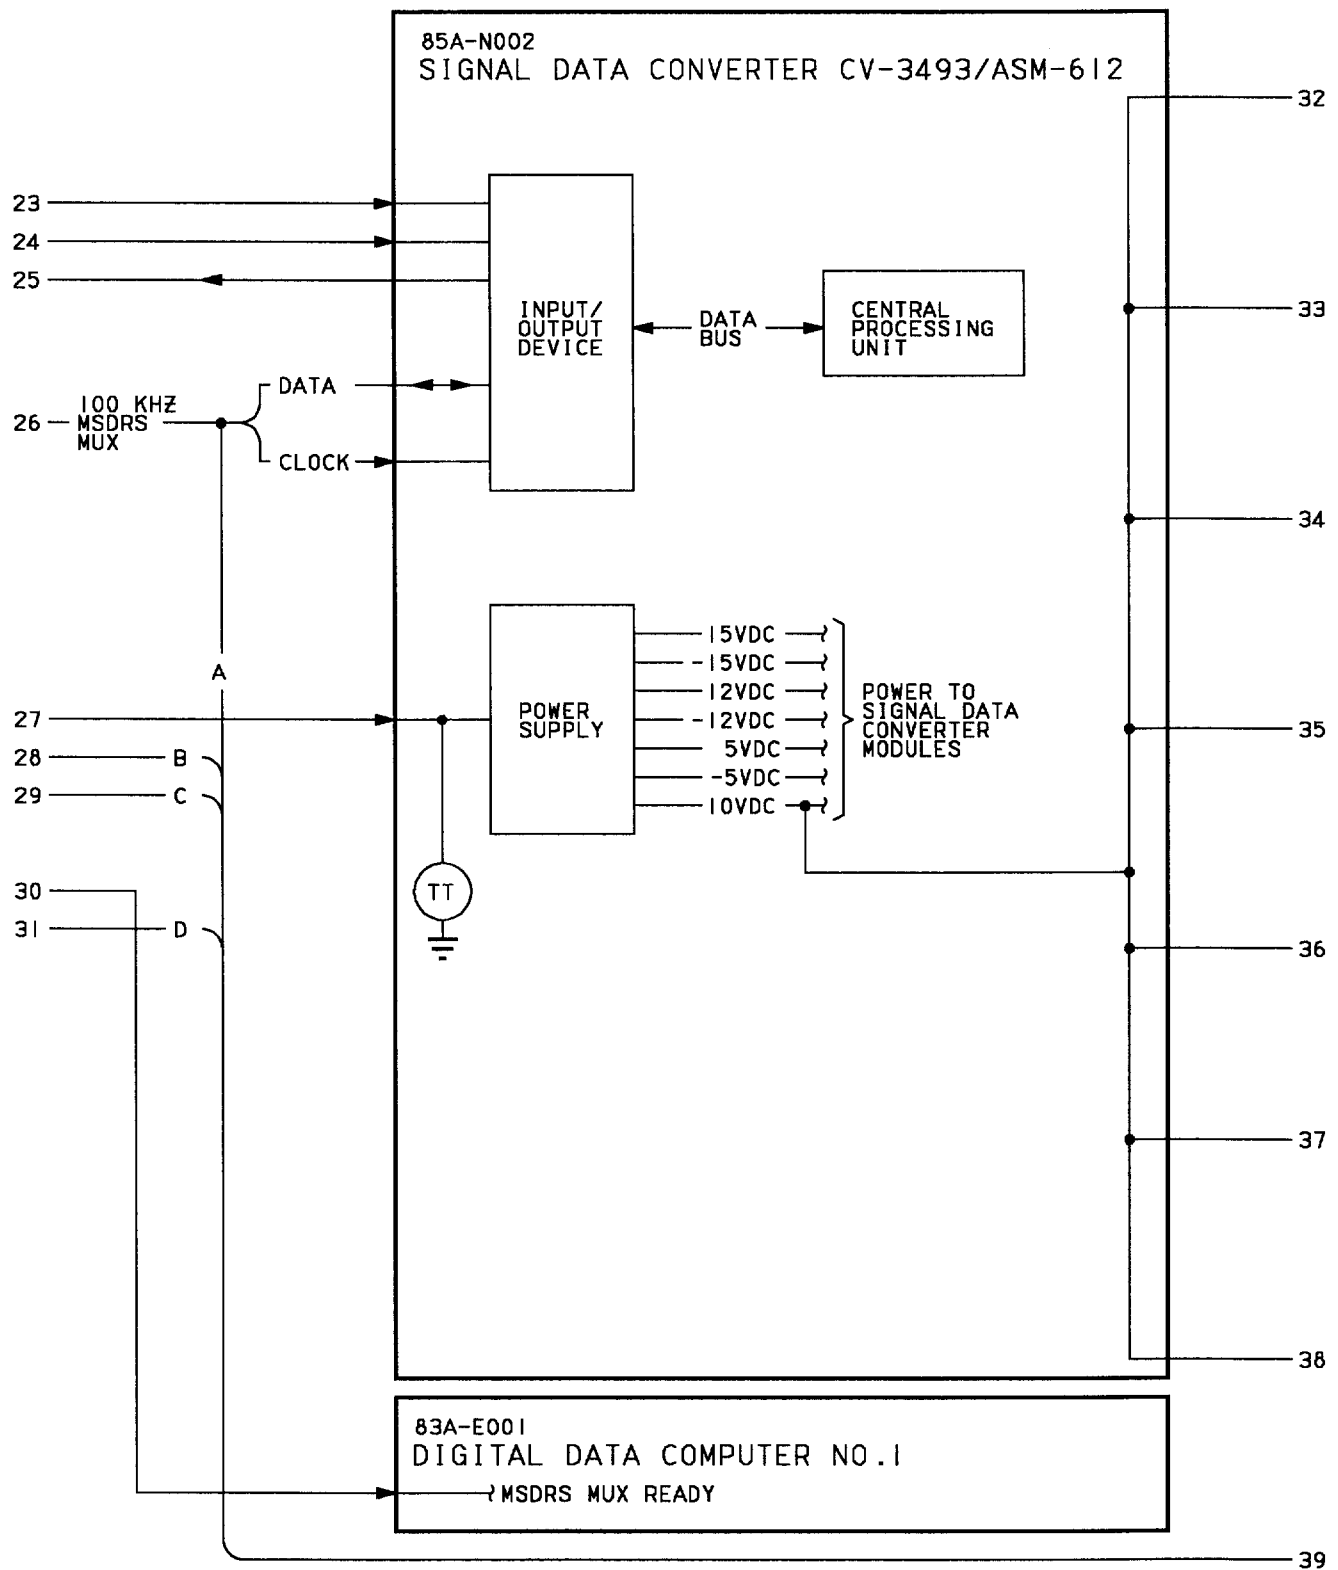 85A-N002
SIGNAL DATA CONVERTER CV-3493/ASM-612
32
23
24
25
INPUT/
OUTPUT
DEVICE
DATA
BUS
CENTRAL
PROCESSING
UNIT
33
DATA
26
100 KHZ
MSDRS
MUX
CLOCK
34
15VDC
-15VDC
12VDC
-12VDC
5VDC
-5VDC
10VDC
A
POWER
SUPPLY
POWER TO
SIGNAL DATA
CONVERTER
MODULES
27
28
B
29
C
35
30
TT
31
D
36
37
38
83A-E001
DIGITAL DATA COMPUTER NO.1
MSDRS MUX READY
39